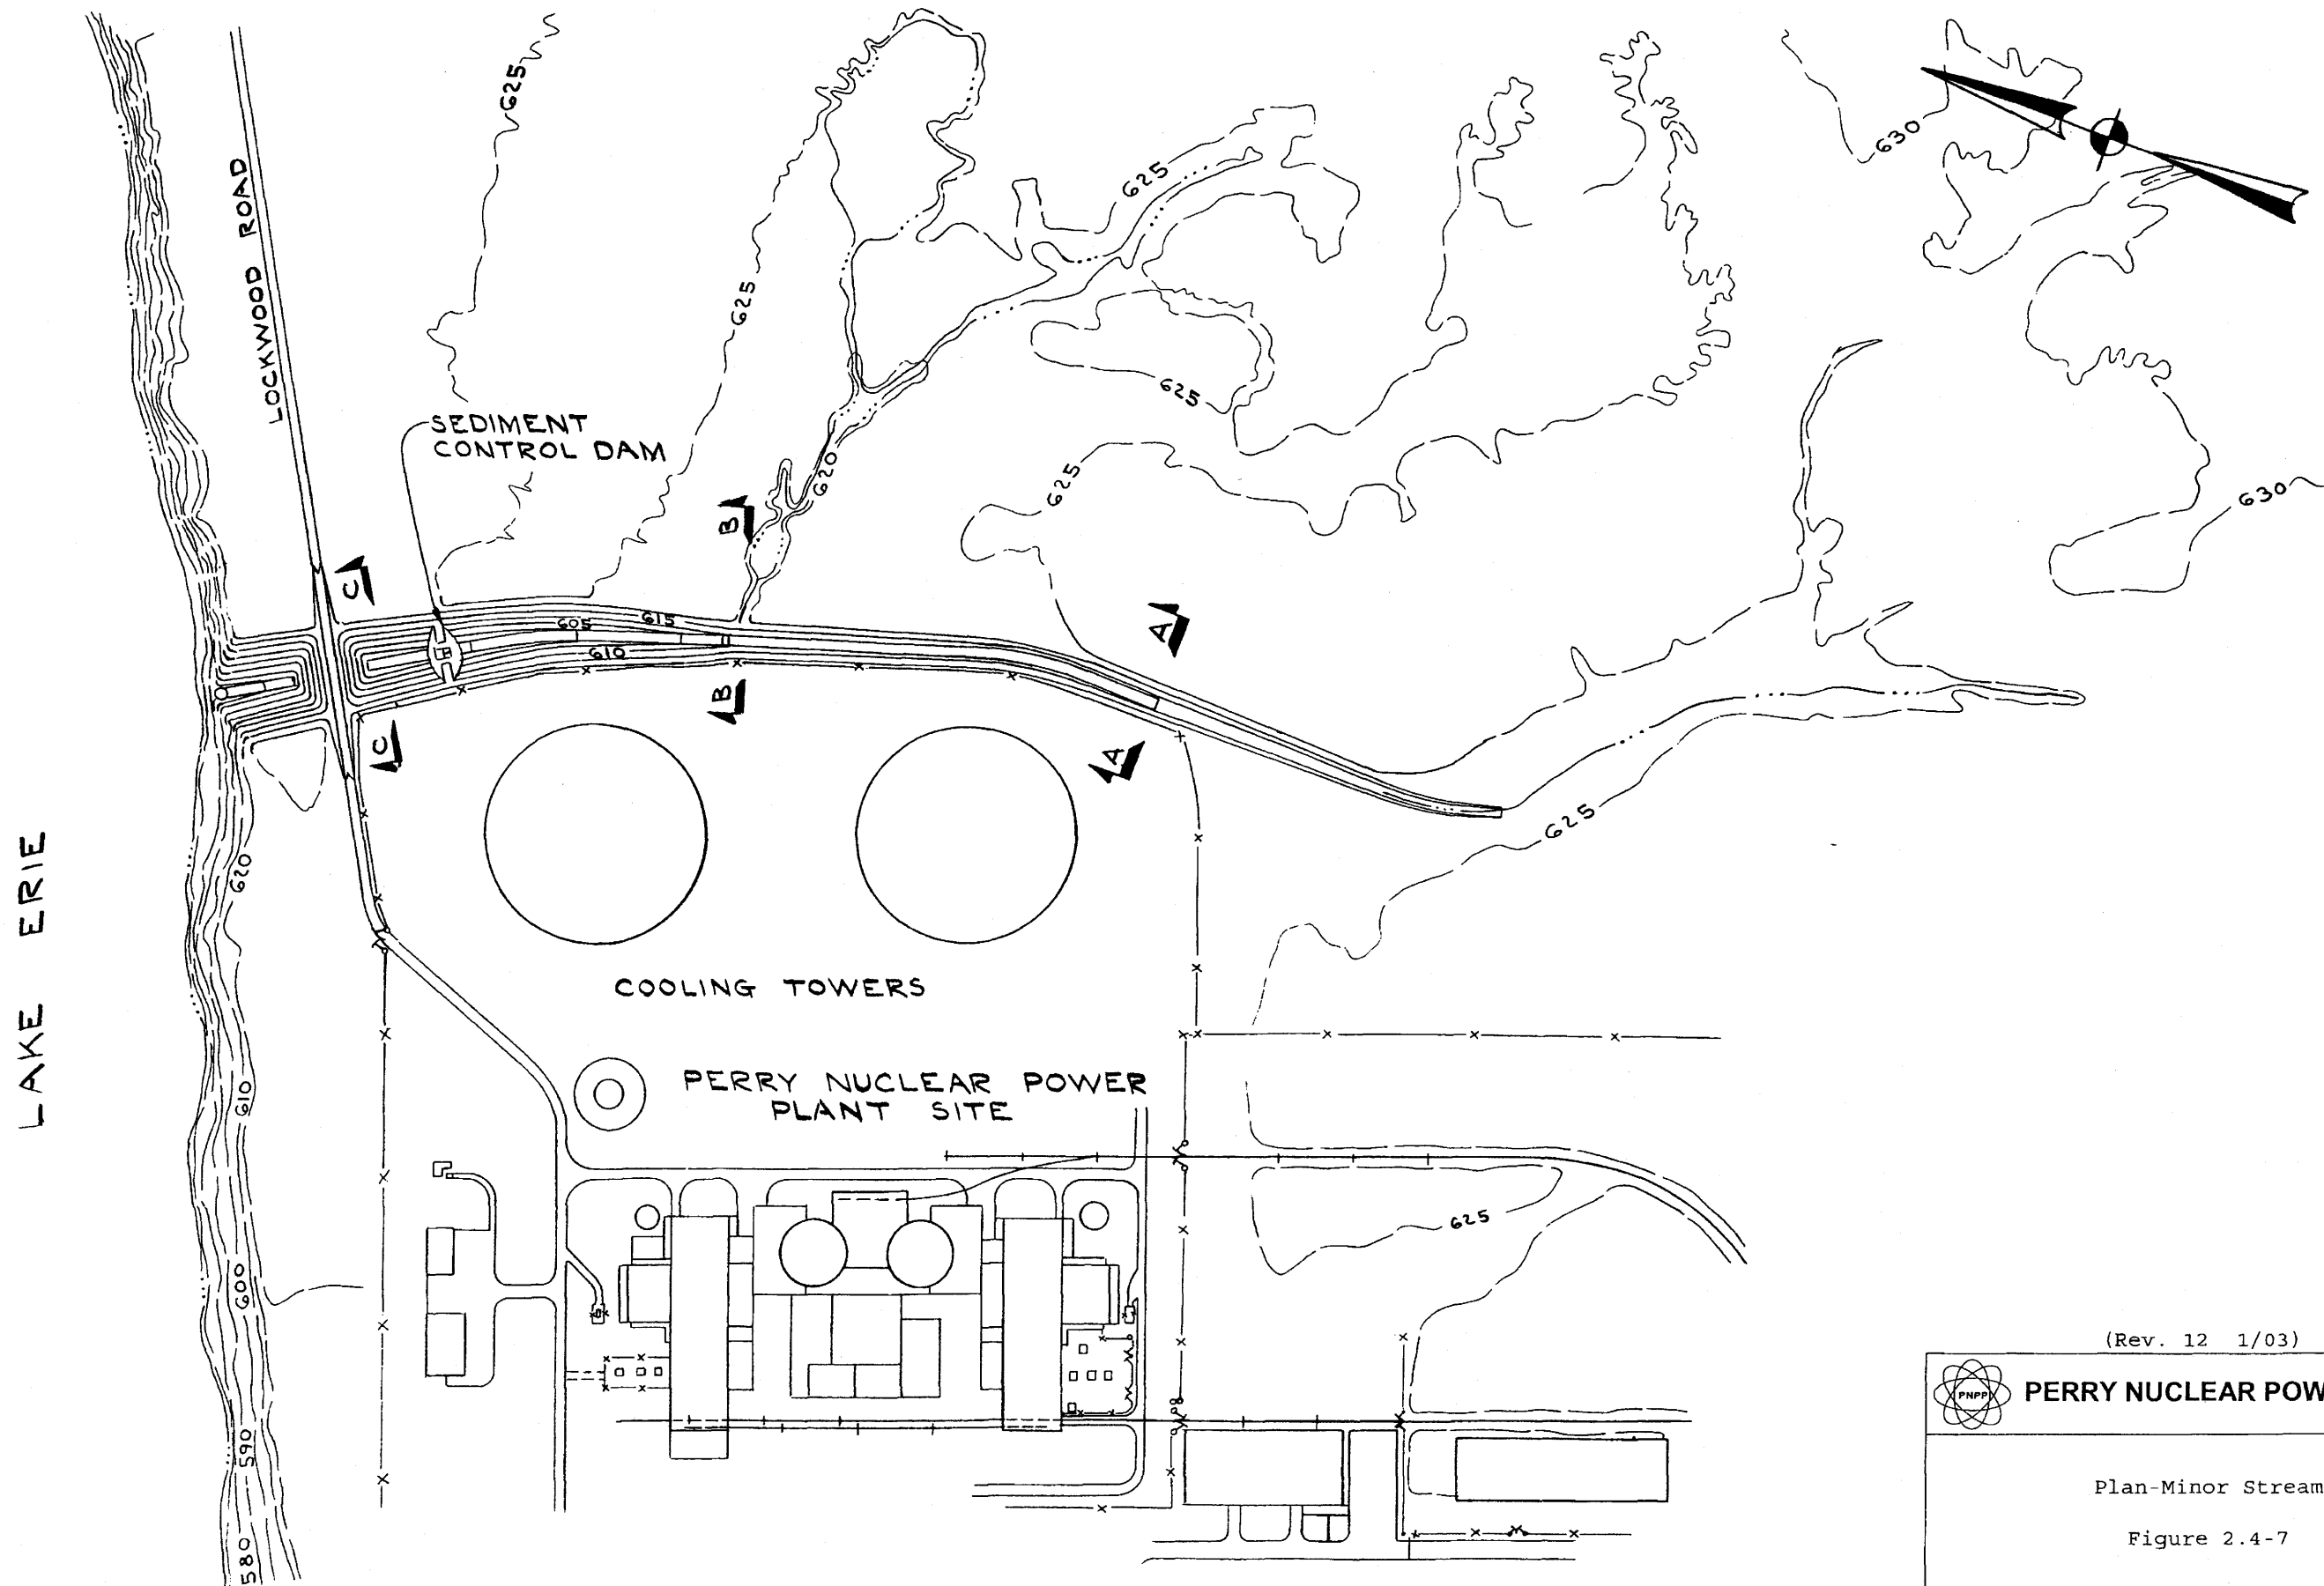 625
630
625
LOCKWOOD ROAD
625
625
SEDIMENT
CONTROL DAM
620
625
630
B
C
A
605
615
610
B
C
A
625
620
LAKE ERIE
COOLING TOWERS
PERRY NUCLEAR POWER
PLANT SITE
610
625
600
590
580
(Rev. 12 1/03)
PNPP
PERRY NUCLEAR POW
Plan-Minor Stream
Figure 2.4-7